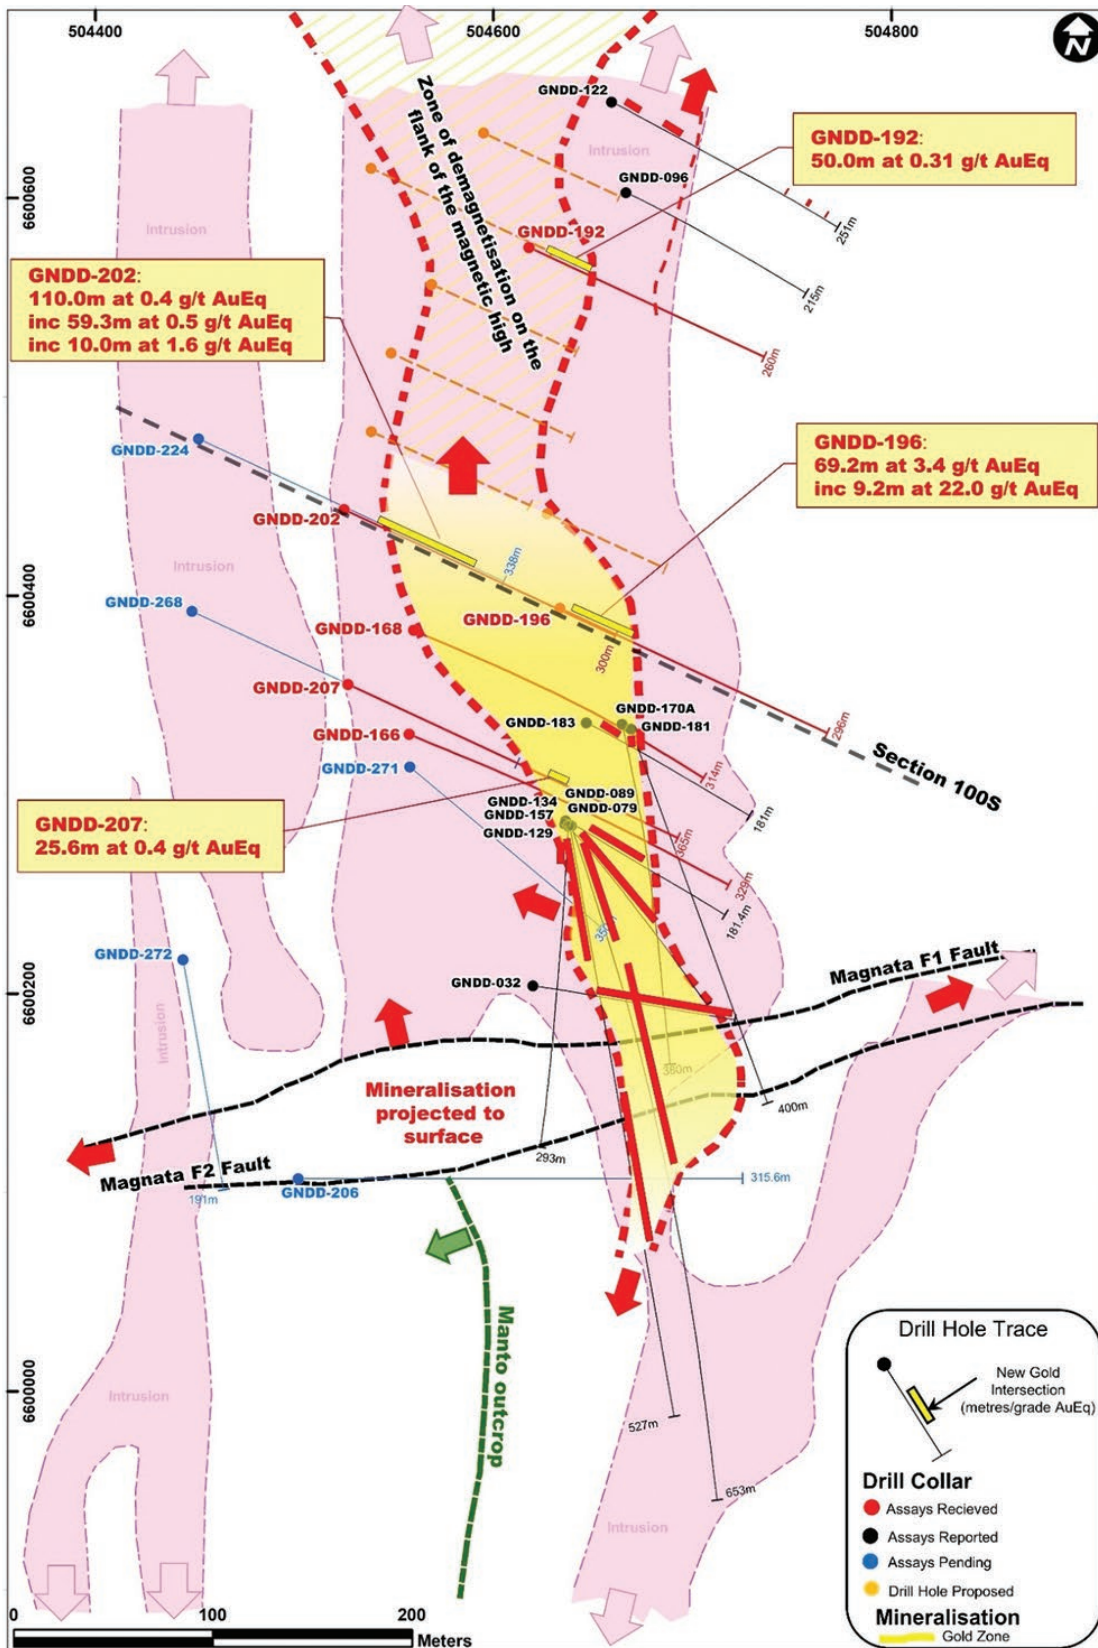 504400
504600
504800
N
GNDD-122
GNDD-192:
50.0m at 0.31 g/t AuEq
Intrusion
Zone of demagnetisation on the
flank of the magnetic high
GNDD-096
6600600
Intrusion
251m
GNDD-192
215m
GNDD-202:
110.0m at 0.4 g/t AuEq
inc 59.3m at 0.5 g/t AuEq
inc 10.0m at 1.6 g/t AuEq
260m
GNDD-196:
69.2m at 3.4 g/t AuEq
inc 9.2m at 22.0 g/t AuEq
GNDD-224
GNDD-202
338m
Intrusion
6600400
GNDD-268
GNDD-168
GNDD-196
300m
GNDD-207
GNDD-170A
GNDD-183
GNDD-181
296m
GNDD-166
Section 100S
GNDD-271
314m
GNDD-089
GNDD-134
GNDD-079
GNDD-157
GNDD-129
181m
GNDD-207:
25.6m at 0.4 g/t AuEq
365m
329m
181.4m
GNDD-272
Magnata F1 Fault
GNDD-032
6600200
Intrusion
380m
Mineralisation
projected to
surface
400m
293m
Magnata F2 Fault
191m
GNDD-206
315.6m
Manto outcrop
Drill Hole Trace
New Gold
Intersection
(metres/grade AuEq)
6600000
Intrusion
527m
653m
Intrusion
Drill Collar
Assays Recieved
Assays Reported
Assays Pending
Drill Hole Proposed
Mineralisation
Gold Zone
0
100
200
Meters